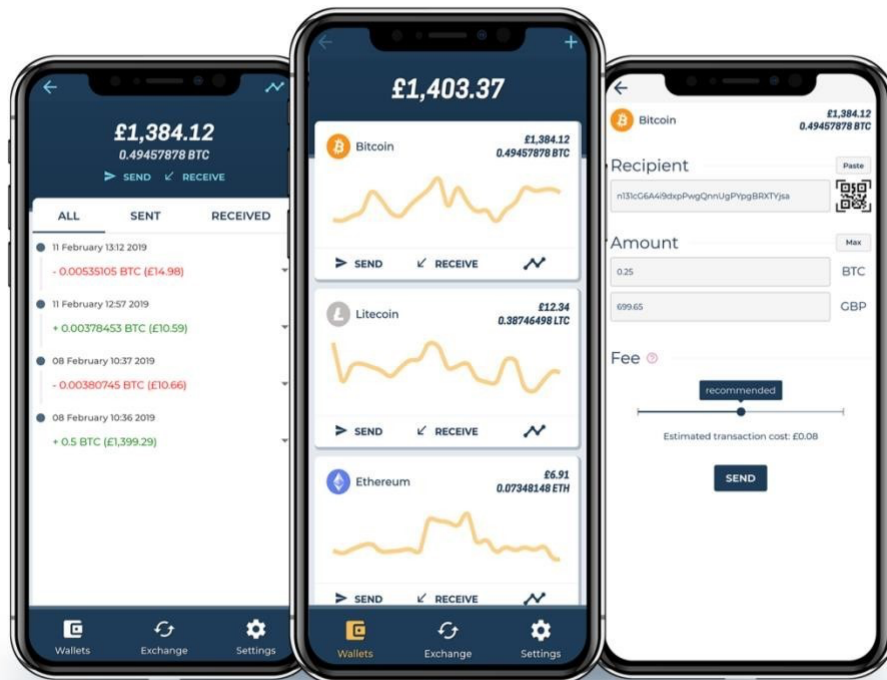 £1,384.12
0.49457878 BTC
SEND RECEIVE
ALL SENT RECEIVED
11 February 13:12 2019
- 0.00535105 BTC (£14.98)
11 February 12:57 2019
+ 0.00378453 BTC (£10.59)
08 February 10:37 2019
- 0.00380745 BTC (£10.66)
08 February 10:36 2019
+ 0.5 BTC (£1,399.29)
Wallets Exchange Settings
£1,403.37
Bitcoin £1,384.12
0.49457878 BTC
SEND RECEIVE
Litecoin £12.34
0.38746498 LTC
SEND RECEIVE
Ethereum £6.91
0.07348148 ETH
SEND RECEIVE
Wallets Exchange Settings
Bitcoin £1,384.12
0.49457878 BTC
Recipient Paste
n131cG6A4i9dxpPwgQnnUgPYpgBRXTYjsa
Amount Max
0.25 BTC
699.65 GBP
Fee
recommended
Estimated transaction cost: £0.08
SEND